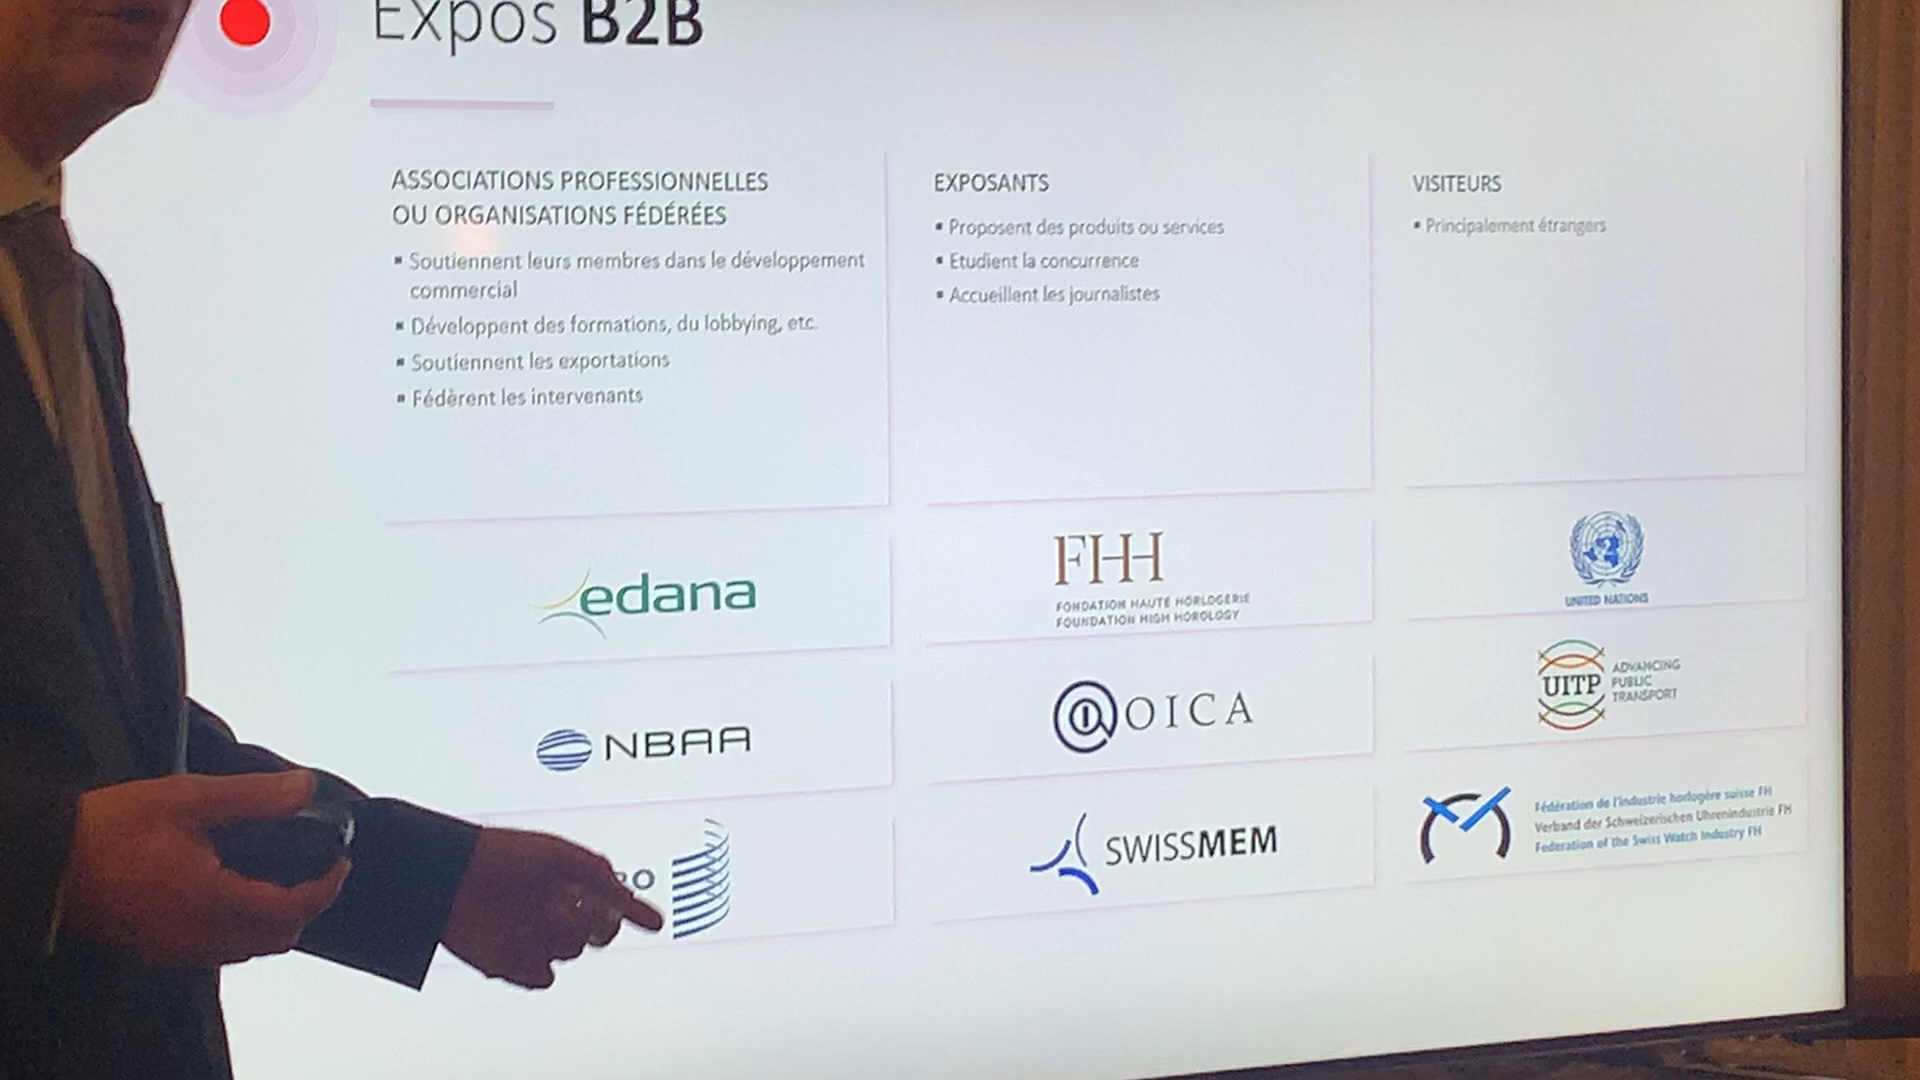 Expos B2B
ASSOCIATIONS PROFESSIONNELLES
OU ORGANISATIONS FÉDÉRÉES
▪ Soutiennent leurs membres dans le développement
commercial
▪ Développent des formations, du lobbying, etc.
▪ Soutiennent les exportations
▪ Fédèrent les intervenants
EXPOSANTS
▪ Proposent des produits ou services
▪ Etudient la concurrence
▪ Accueillent les journalistes
VISITEURS
▪ Principalement étrangers
edana
FHH
FONDATION HAUTE HORLOGERIE
FOUNDATION HIGH HOROLOGY
UNITED NATIONS
NBAA
OICA
UITP
ADVANCING
PUBLIC
TRANSPORT
SWISSMEM
Fédération de l'industrie horlogère suisse FH
Verband der Schweizerischen Uhrenindustrie FH
Federation of the Swiss Watch Industry FH